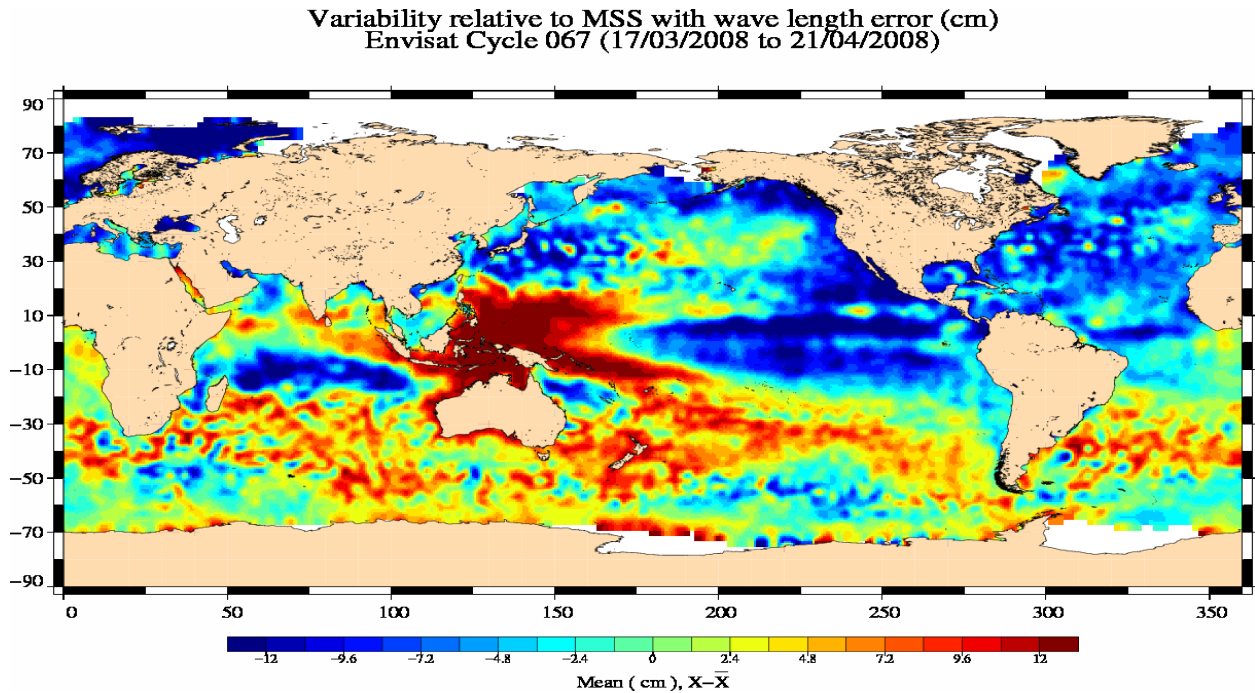 Variability relative to MSS with wave length error (cm)
Envisat Cycle 067 (17/03/2008 to 21/04/2008)
90
70
50
30
10
−10
−30
−50
−70
−90
0 50 100 150 200 250 300 350
−12 −9.6 −7.2 −4.8 −2.4 0 2.4 4.8 7.2 9.6 12
Mean ( cm ), X−X̅